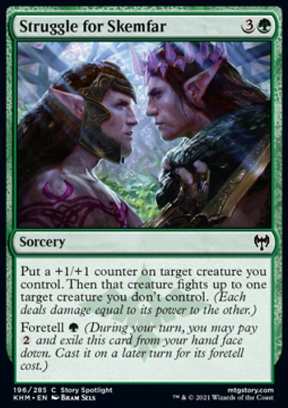 Struggle for Skemfar 3
Sorcery
Put a +1/+1 counter on target creature you
control. Then that creature fights up to one
target creature you don't control. (Each
deals damage equal to its power to the other.)
Foretell (During your turn, you may pay
2 and exile this card from your hand face
down. Cast it on a later turn for its foretell
cost.)
196/285 C Story Spotlight
mtgstory.com
KHM • EN Bram Sels
™ & © 2021 Wizards of the Coast